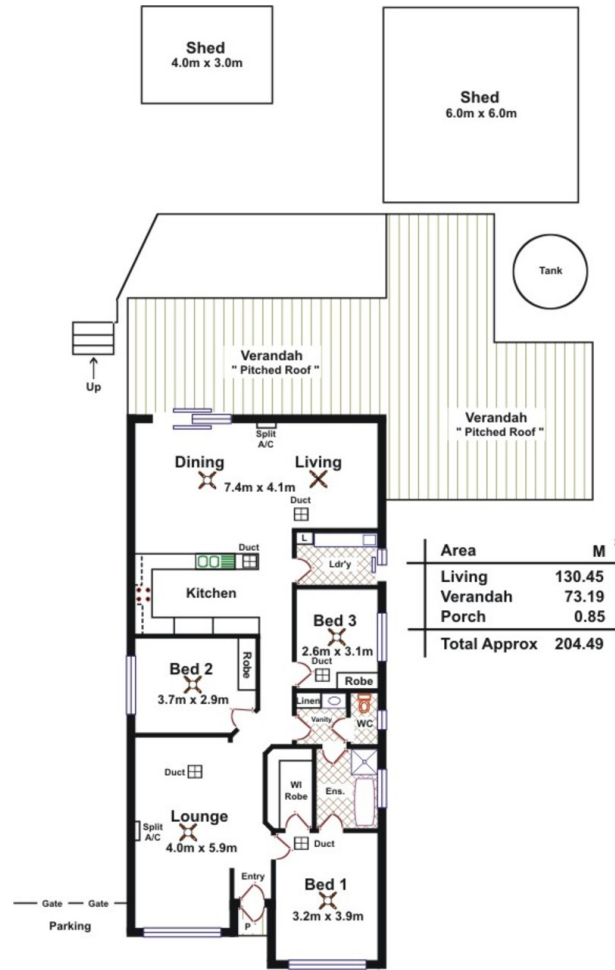 Shed
4.0m x 3.0m
Shed
6.0m x 6.0m
Tank
Up
Verandah
" Pitched Roof "
Verandah
" Pitched Roof "
Split
A/C
Dining
Living
7.4m x 4.1m
Duct
L
Ldr'y
Duct
Kitchen
Area M
Living 130.45
Verandah 73.19
Porch 0.85
Total Approx 204.49
Bed 3
2.6m x 3.1m
Duct
Robe
Bed 2
3.7m x 2.9m
Robe
Linen
Vanity
WC
Duct
WI
Robe
Ens.
Lounge
4.0m x 5.9m
Split
A/C
Duct
Entry
Bed 1
3.2m x 3.9m
Gate
Gate
Parking
P